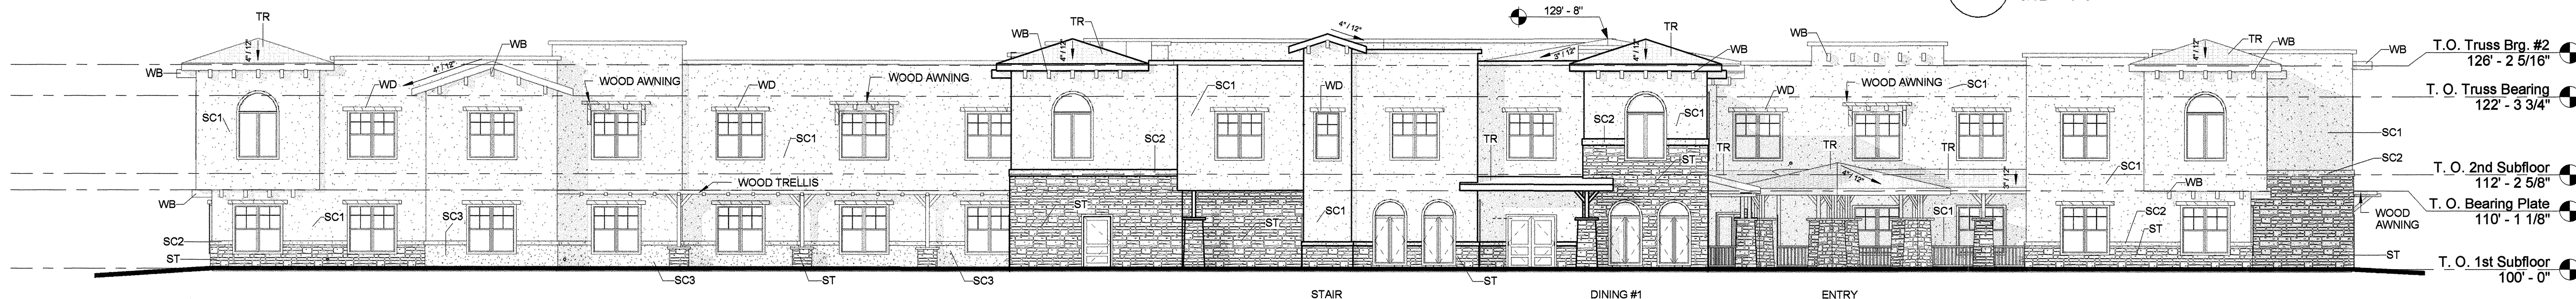 129' - 8"
TR
WB
TR
WB
TR
WB
TR
WB
4" / 12"
4" / 12"
4" / 12"
4" / 12"
3" / 12"
4" / 12"
4" / 12"
T.O. Truss Brg. #2
126' - 2 5/16"
WB
WB
WD
WOOD AWNING
WD
WOOD AWNING
WB
SC1
WD
WB
WOOD AWNING
SC1
WD
WB
WB
T. O. Truss Bearing
122' - 3 3/4"
SC1
SC1
SC2
SC2
SC1
ST
TR
TR
TR
TR
4" / 12"
3" / 12"
SC1
SC1
SC2
T. O. 2nd Subfloor
112' - 2 5/8"
WOOD TRELLIS
WB
WB
T. O. Bearing Plate
110' - 1 1/8"
SC1
SC3
ST
ST
SC1
SC1
SC2
ST
WOOD
AWNING
SC2
ST
ST
T. O. 1st Subfloor
100' - 0"
SC3
ST
SC3
ST
STAIR
DINING #1
ENTRY